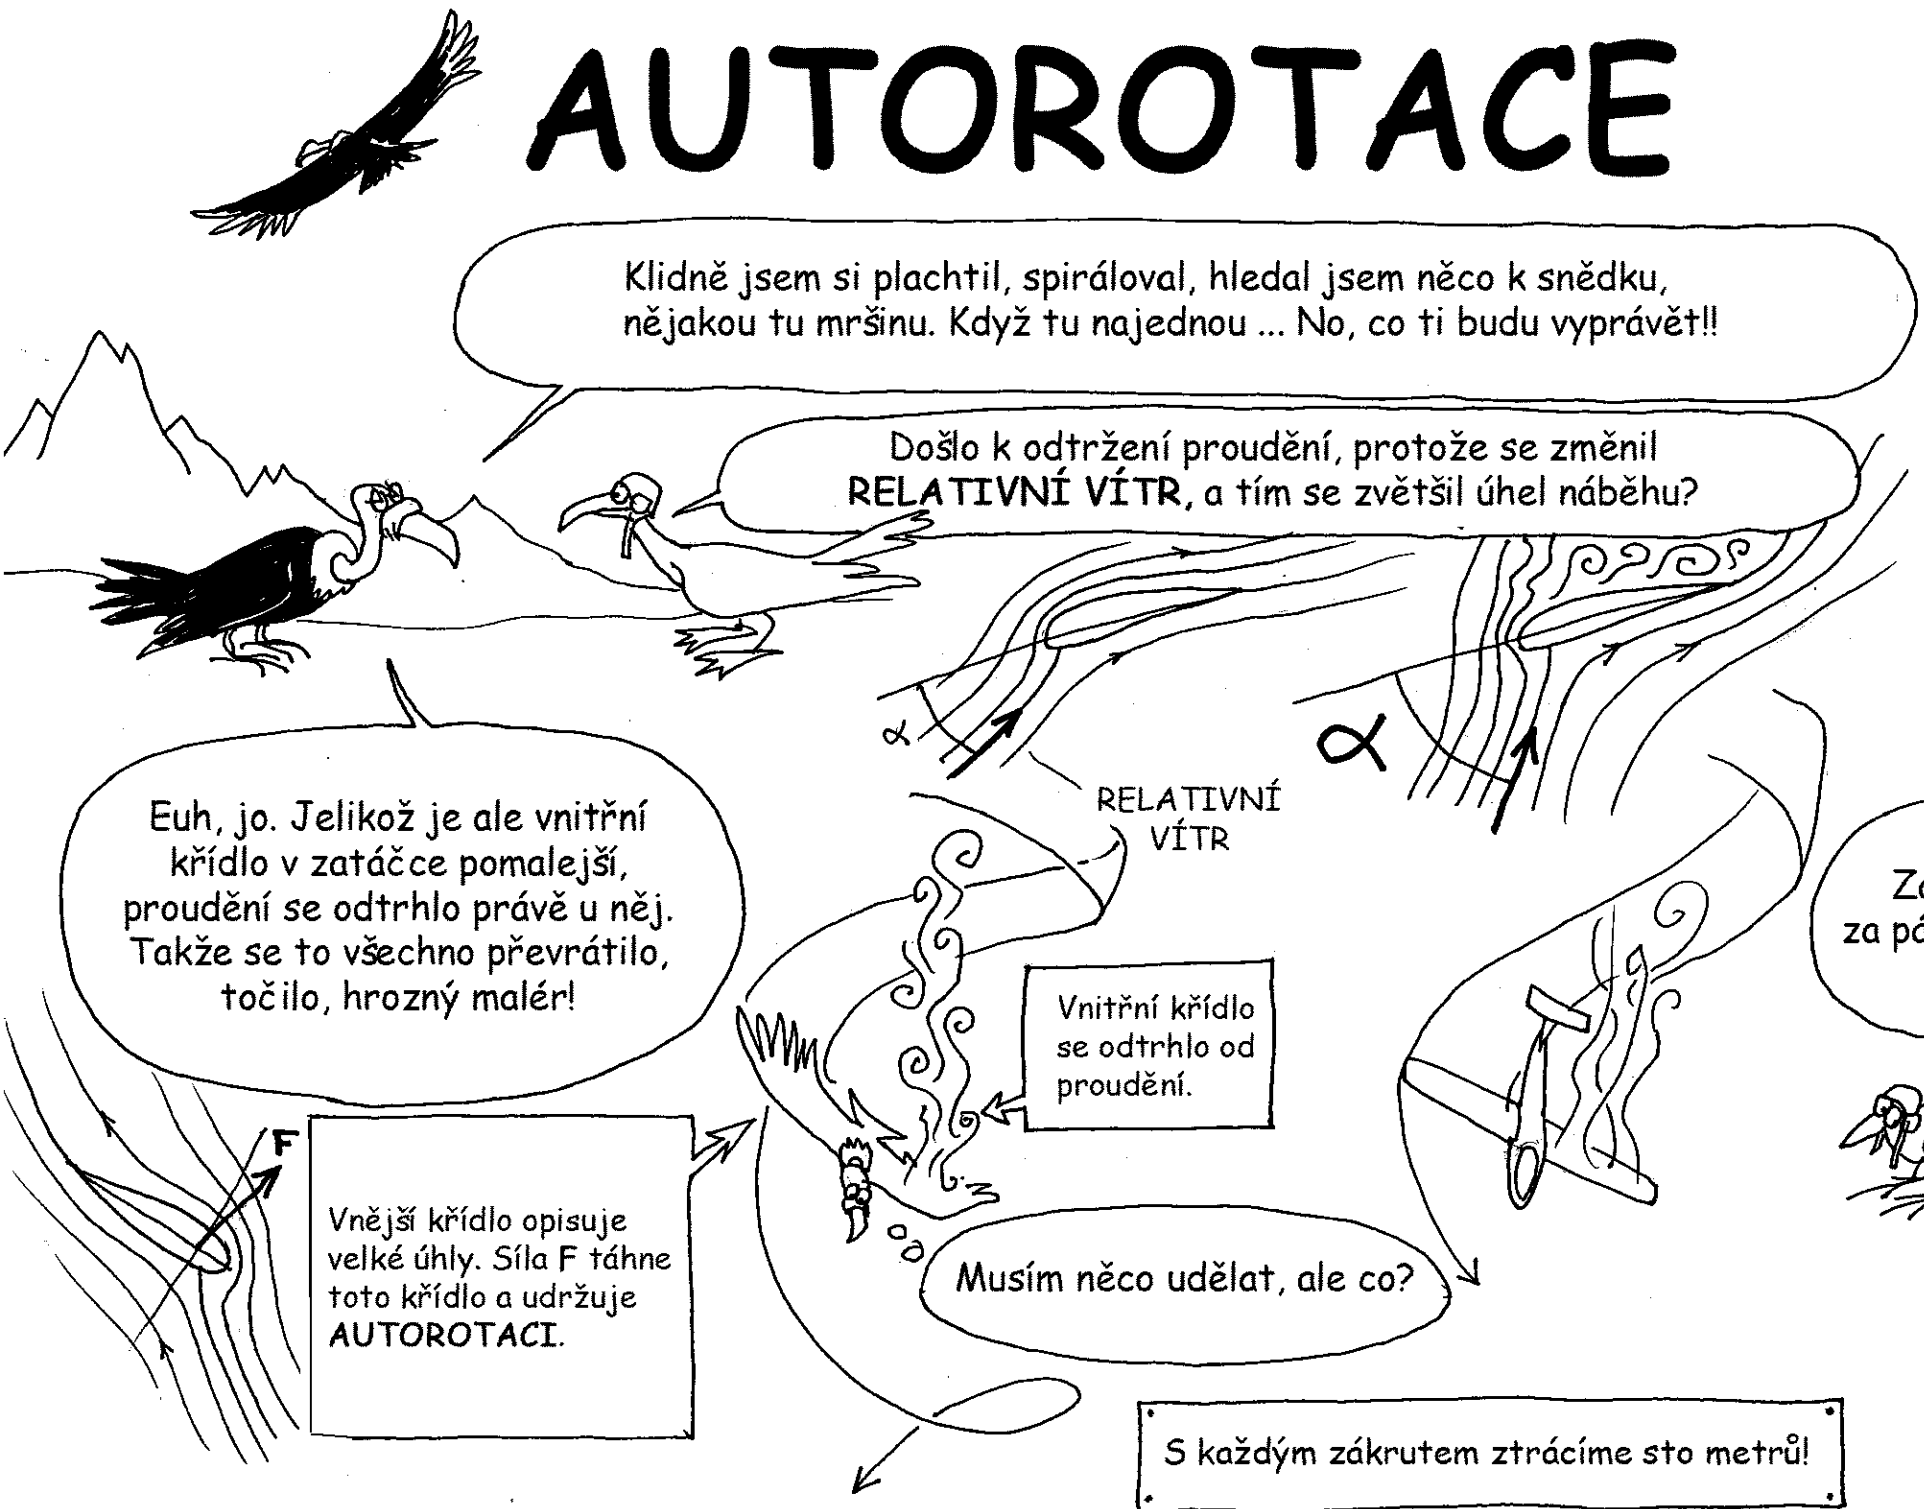 AUTOROTACE
Klidně jsem si plachtil, spiráloval, hledal jsem něco k snědku,
nějakou tu mršinu. Když tu najednou ... No, co ti budu vyprávět!!
Došlo k odtržení proudění, protože se změnil
RELATIVNÍ VÍTR, a tím se zvětšil úhel náběhu?
α
α
RELATIVNÍ
VÍTR
Euh, jo. Jelikož je ale vnitřní
křídlo v zatáčce pomalejší,
proudění se odtrhlo právě u něj.
Takže se to všechno převrátilo,
točilo, hrozný malér!
za
Vnitřní křídlo
se odtrhlo od
proudění.
F
Vnější křídlo opisuje
velké úhly. Síla F táhne
toto křídlo a udržuje
AUTOROTACI.
Musím něco udělat, ale co?
S každým zákrutem ztrácíme sto metrů!